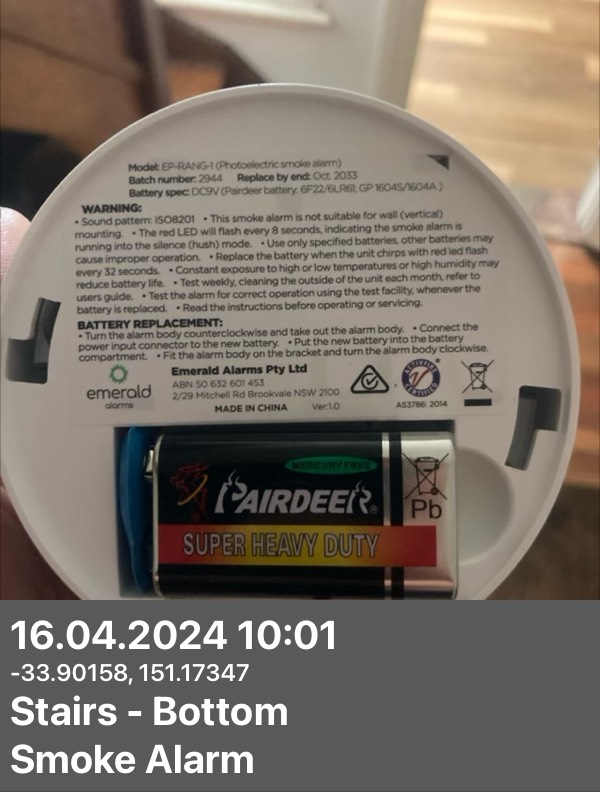 Model: EP-RANG-1 (Photoelectric smoke alarm)
Batch number: 2944 Replace by end: Oct. 2033
Battery spec: DC9V (Pairdeer battery: 6F22/6LR61, GP 1604S/1604A )
WARNING:
• Sound pattern: ISO8201 • This smoke alarm is not suitable for wall (vertical)
mounting. • The red LED will flash every 8 seconds, indicating the smoke alarm is
running into the silence (hush) mode. • Use only specified batteries, other batteries may
cause improper operation. • Replace the battery when the unit chirps with red led flash
every 32 seconds. • Constant exposure to high or low temperatures or high humidity may
reduce battery life. • Test weekly, cleaning the outside of the unit each month, refer to
users guide. • Test the alarm for correct operation using the test facility, whenever the
battery is replaced. • Read the instructions before operating or servicing.
BATTERY REPLACEMENT:
• Turn the alarm body counterclockwise and take out the alarm body. • Connect the
power input connector to the new battery. • Put the new battery into the battery
compartment. • Fit the alarm body on the bracket and turn the alarm body clockwise.
emerald
alarms
Emerald Alarms Pty Ltd
ABN 50 632 601 453
2/29 Mitchell Rd Brookvale NSW 2100
MADE IN CHINA Ver:1.0
AS3786: 2014
MERCURY FREE
PAIRDEER®
SUPER HEAVY DUTY
Pb
16.04.2024 10:01
-33.90158, 151.17347
Stairs - Bottom
Smoke Alarm